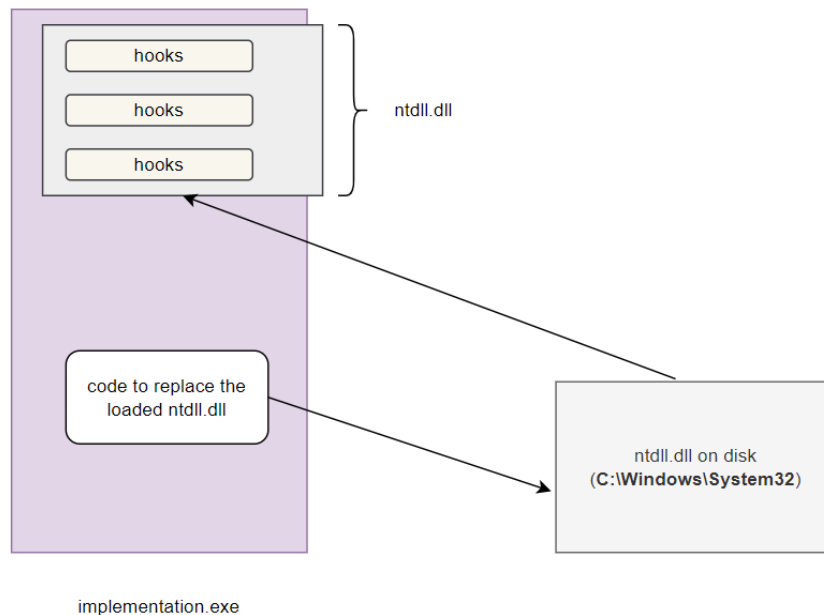 hooks
hooks
ntdll.dll
hooks
code to replace the
loaded ntdll.dll
ntdll.dll on disk
(C:\Windows\System32)
implementation.exe